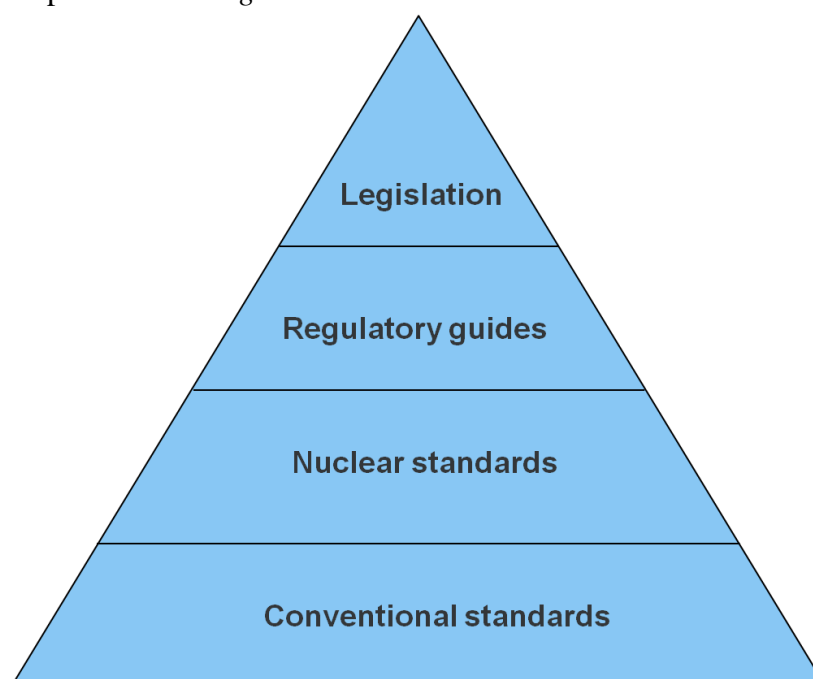 Legislation
Regulatory guides
Nuclear standards
Conventional standards